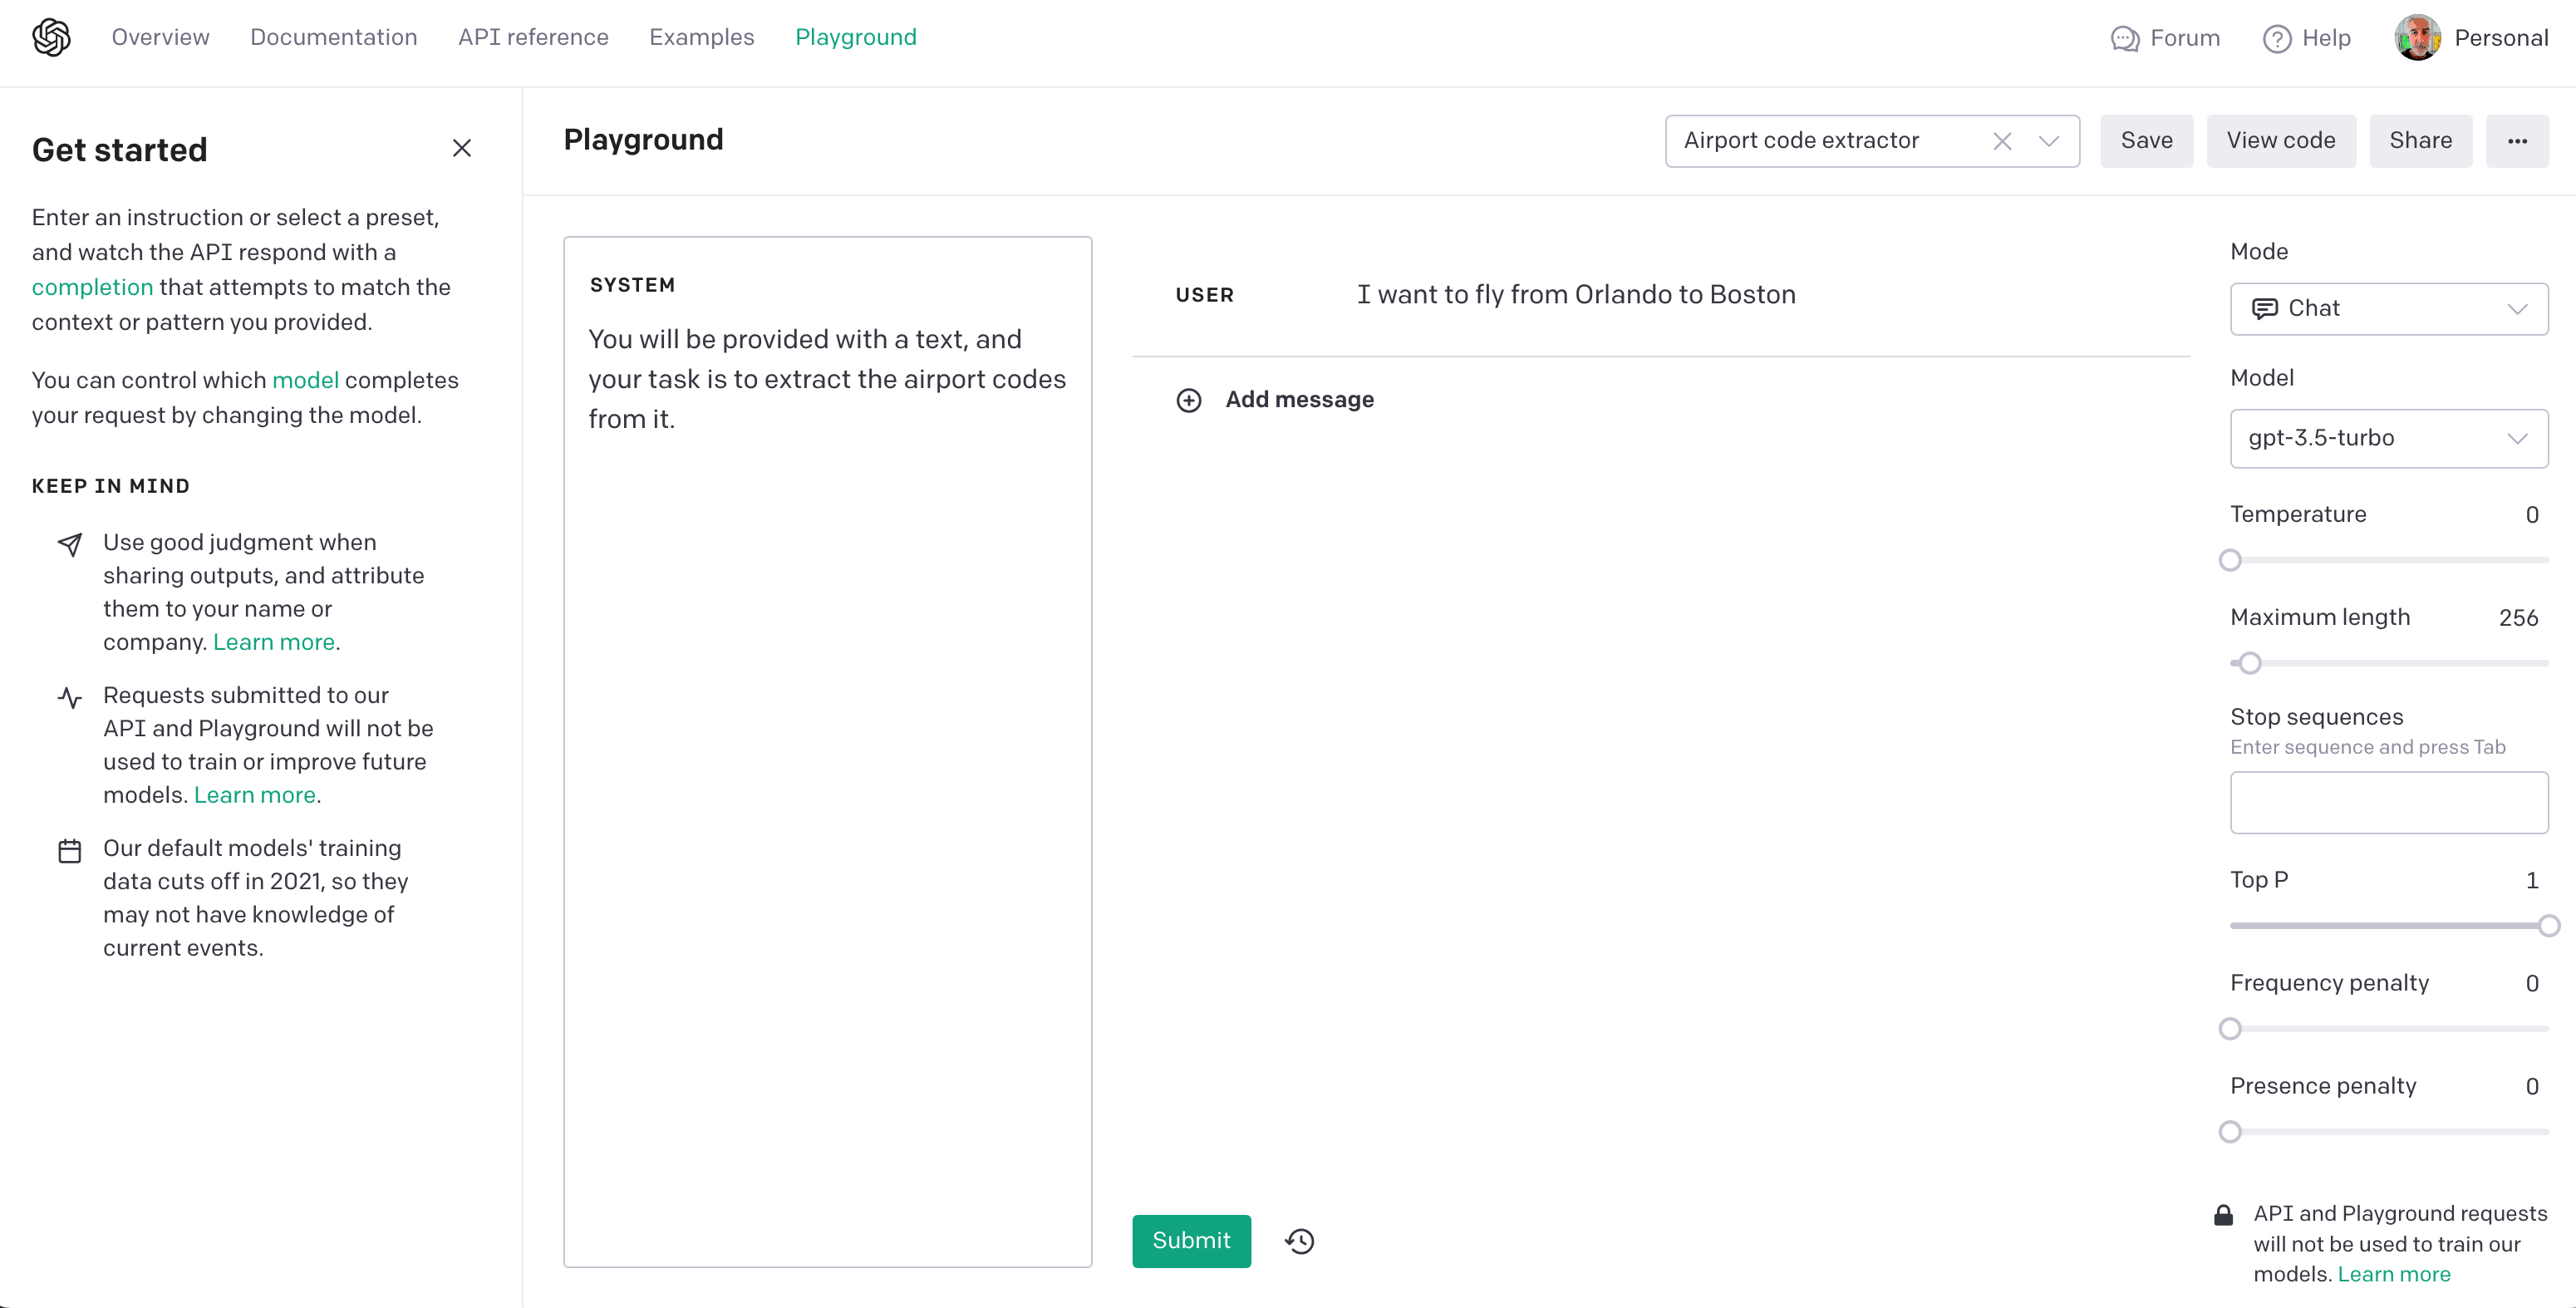 Overview Documentation API reference Examples Playground Forum Help Personal
Get started
Enter an instruction or select a preset,
and watch the API respond with a
completion that attempts to match the
context or pattern you provided.
You can control which model completes
your request by changing the model.
KEEP IN MIND
Use good judgment when
sharing outputs, and attribute
them to your name or
company. Learn more.
Requests submitted to our
API and Playground will not be
used to train or improve future
models. Learn more.
Our default models' training
data cuts off in 2021, so they
may not have knowledge of
current events.
Playground
Airport code extractor
Save
View code
Share
SYSTEM
You will be provided with a text, and
your task is to extract the airport codes
from it.
USER I want to fly from Orlando to Boston
Add message
Submit
Mode
Chat
Model
gpt-3.5-turbo
Temperature 0
Maximum length 256
Stop sequences
Enter sequence and press Tab
Top P 1
Frequency penalty 0
Presence penalty 0
API and Playground requests
will not be used to train our
models. Learn more